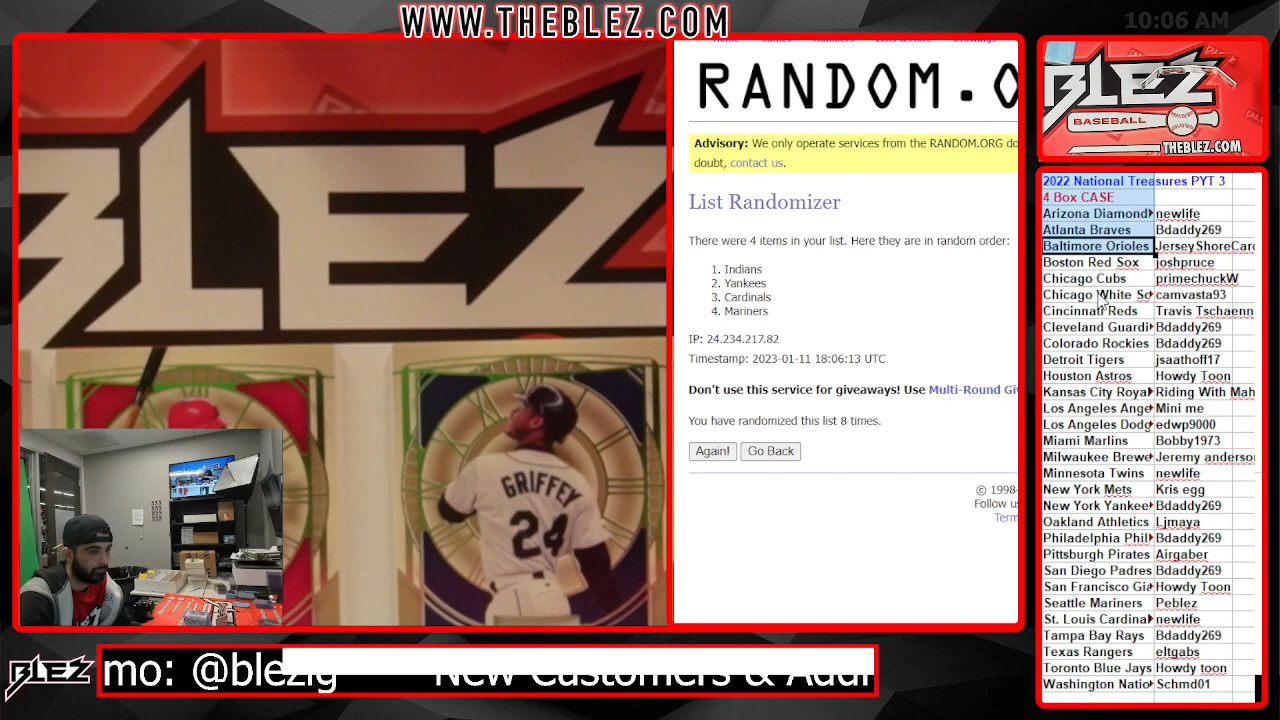 WWW.THEBLEZ.COM
10:06 AM
BLEZ
GRIFFEY
24
RANDOM.O
Advisory: We only operate services from the RANDOM.ORG do
doubt, contact us.
List Randomizer
There were 4 items in your list. Here they are in random order:
1. Indians
2. Yankees
3. Cardinals
4. Mariners
IP: 24.234.217.82
Timestamp: 2023-01-11 18:06:13 UTC
Don't use this service for giveaways! Use Multi-Round Gi
You have randomized this list 8 times.
Again! Go Back
© 1998-
Follow us
Term
BLEZ
BASEBALL
THEBLEZ.COM
2022 National Treasures PYT 3
4 Box CASE
Arizona Diamond newlife
Atlanta Braves Bdaddy269
Baltimore Orioles JerseyShoreCard
Boston Red Sox joshpruce
Chicago Cubs primechuckW
Chicago White So camvasta93
Cincinnati Reds Travis Tschaenn
Cleveland Guardi Bdaddy269
Colorado Rockies Bdaddy269
Detroit Tigers jsaathoff17
Houston Astros Howdy Toon
Kansas City Roya Riding With Mah
Los Angeles Ange Mini me
Los Angeles Dodg edwp9000
Miami Marlins Bobby1973
Milwaukee Brewe Jeremy anderso
Minnesota Twins newlife
New York Mets Kris egg
New York Yankee Bdaddy269
Oakland Athletics Ljmaya
Philadelphia Phil Bdaddy269
Pittsburgh Pirates Airgaber
San Diego Padres Bdaddy269
San Francisco Gia Howdy Toon
Seattle Mariners Peblez
St. Louis Cardina newlife
Tampa Bay Rays Bdaddy269
Texas Rangers eltgabs
Toronto Blue Jays Howdy toon
Washington Natio Schmd01
BLEZ
mo: @blezig New Customers & Addr